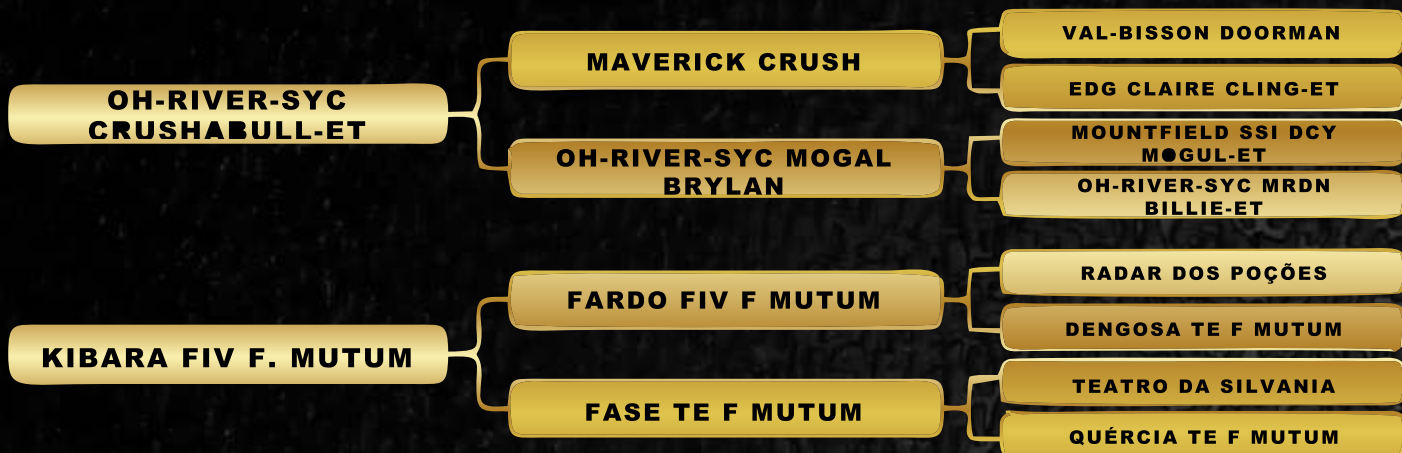 OH-RIVER-SYC
CRUSHABULL-ET
MAVERICK CRUSH
VAL-BISSON DOORMAN
EDG CLAIRE CLING-ET
OH-RIVER-SYC MOGAL
BRYLAN
MOUNTFIELD SSI DCY
MOGUL-ET
OH-RIVER-SYC MRDN
BILLIE-ET
KIBARA FIV F. MUTUM
FARDO FIV F MUTUM
RADAR DOS POÇÕES
DENGOSA TE F MUTUM
FASE TE F MUTUM
TEATRO DA SILVANIA
QUÉRCIA TE F MUTUM